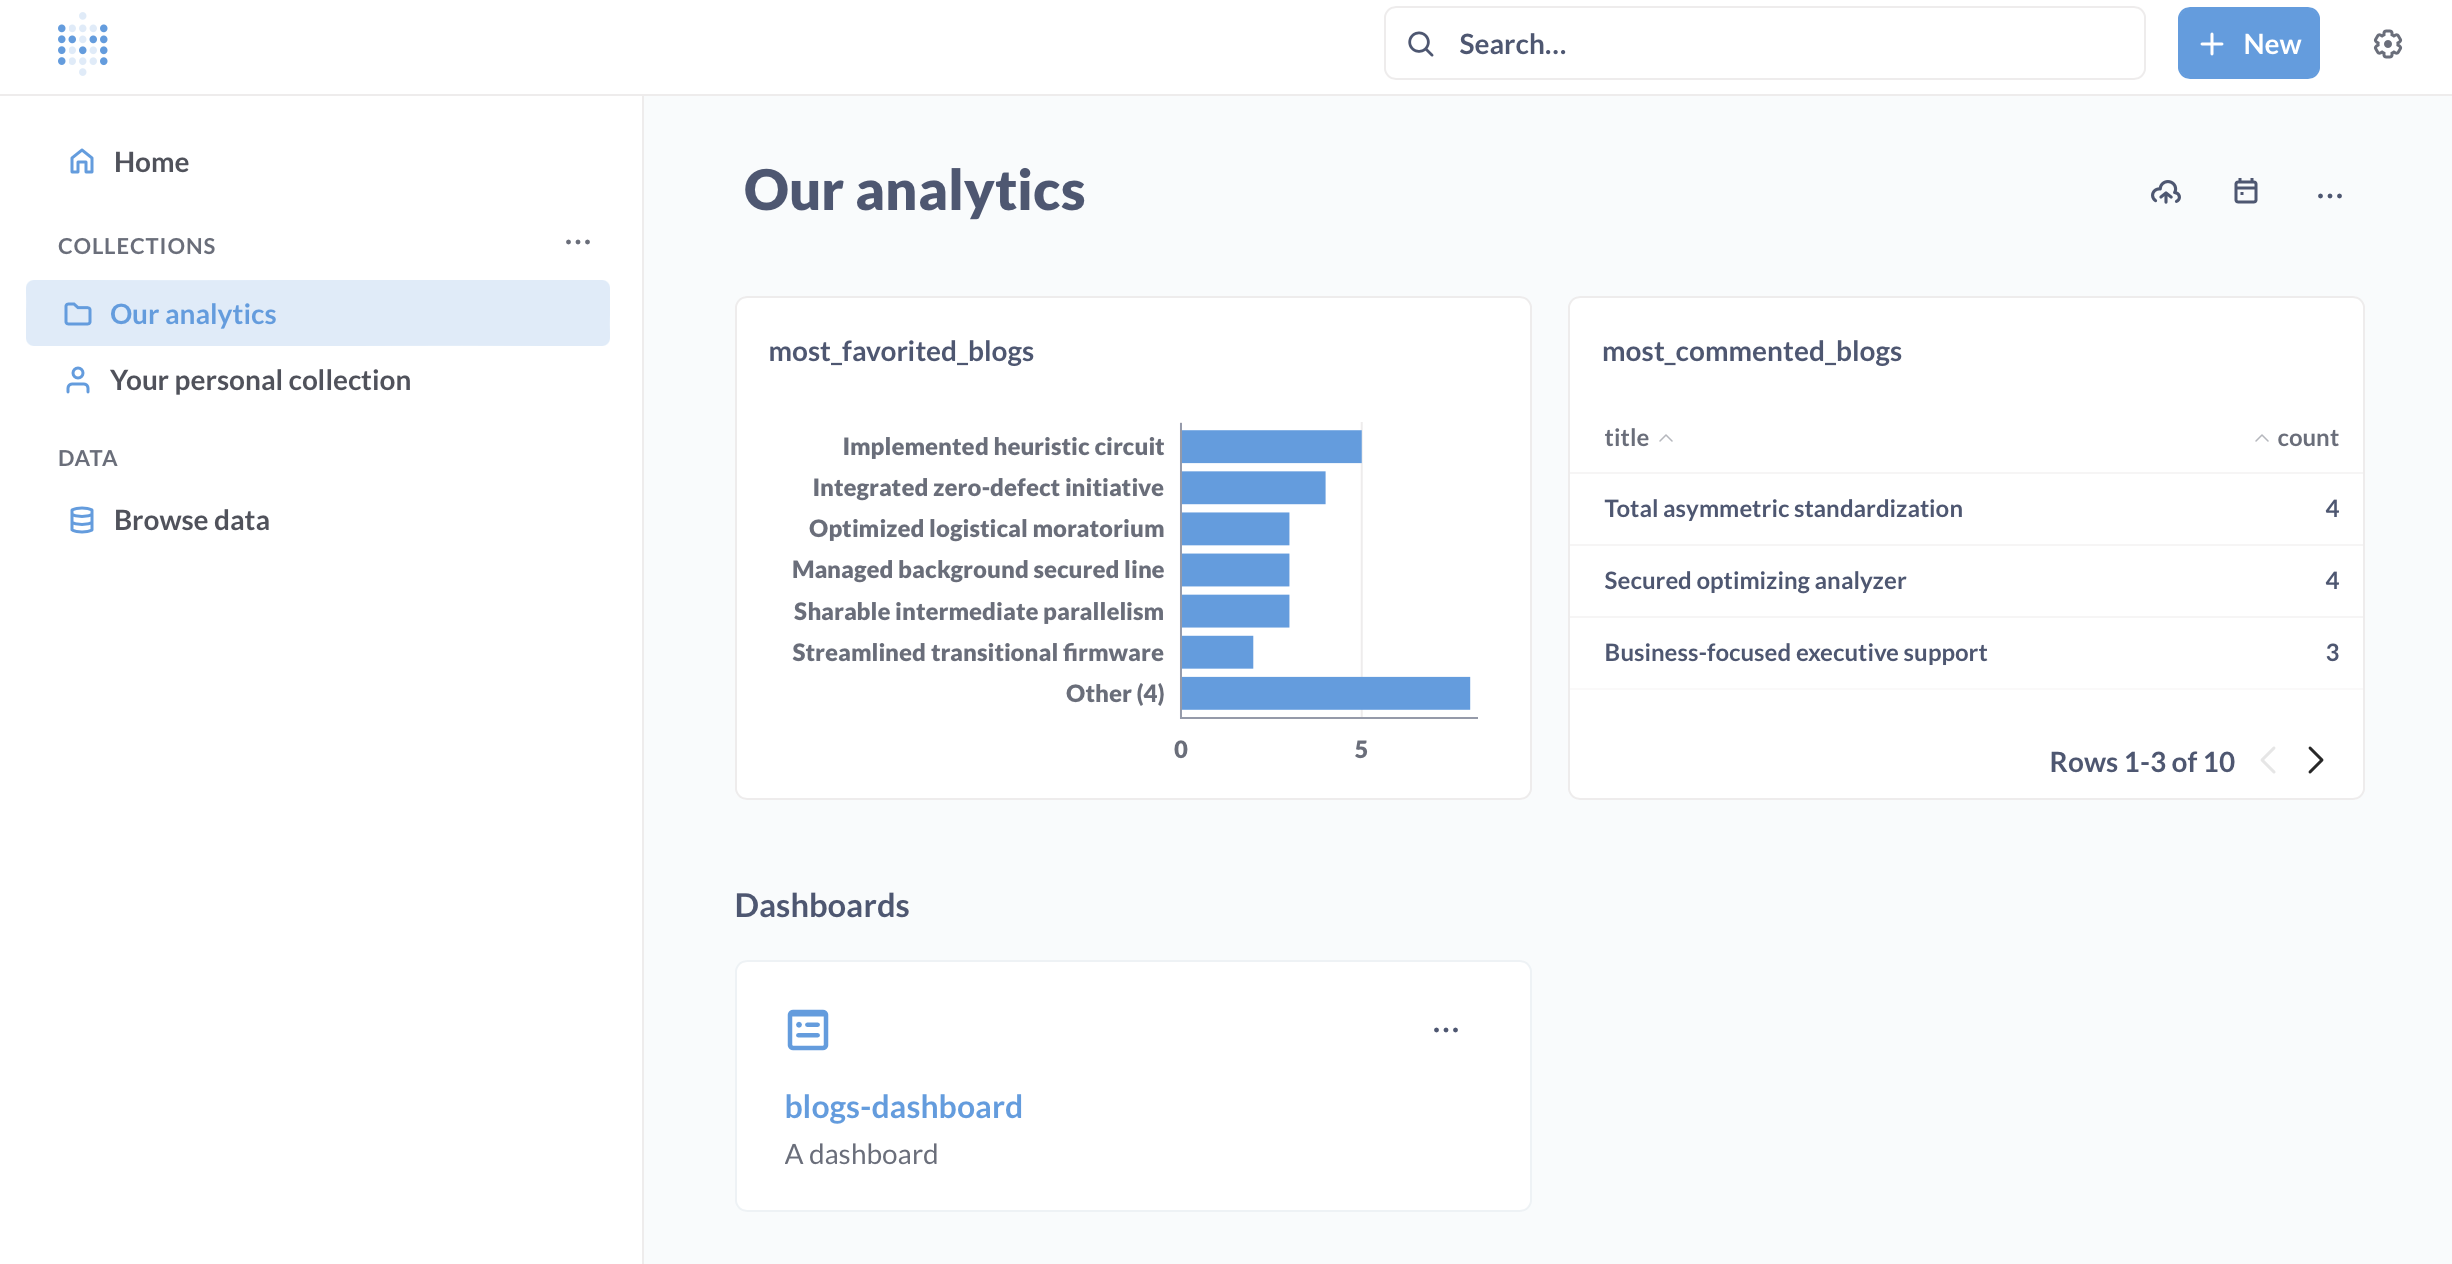 Search...
New
Home
COLLECTIONS
Our analytics
Your personal collection
DATA
Browse data
Our analytics
most_favorited_blogs
Implemented heuristic circuit
Integrated zero-defect initiative
Optimized logistical moratorium
Managed background secured line
Sharable intermediate parallelism
Streamlined transitional firmware
Other (4)
0 5
most_commented_blogs
title count
Total asymmetric standardization 4
Secured optimizing analyzer 4
Business-focused executive support 3
Rows 1-3 of 10
Dashboards
blogs-dashboard
A dashboard